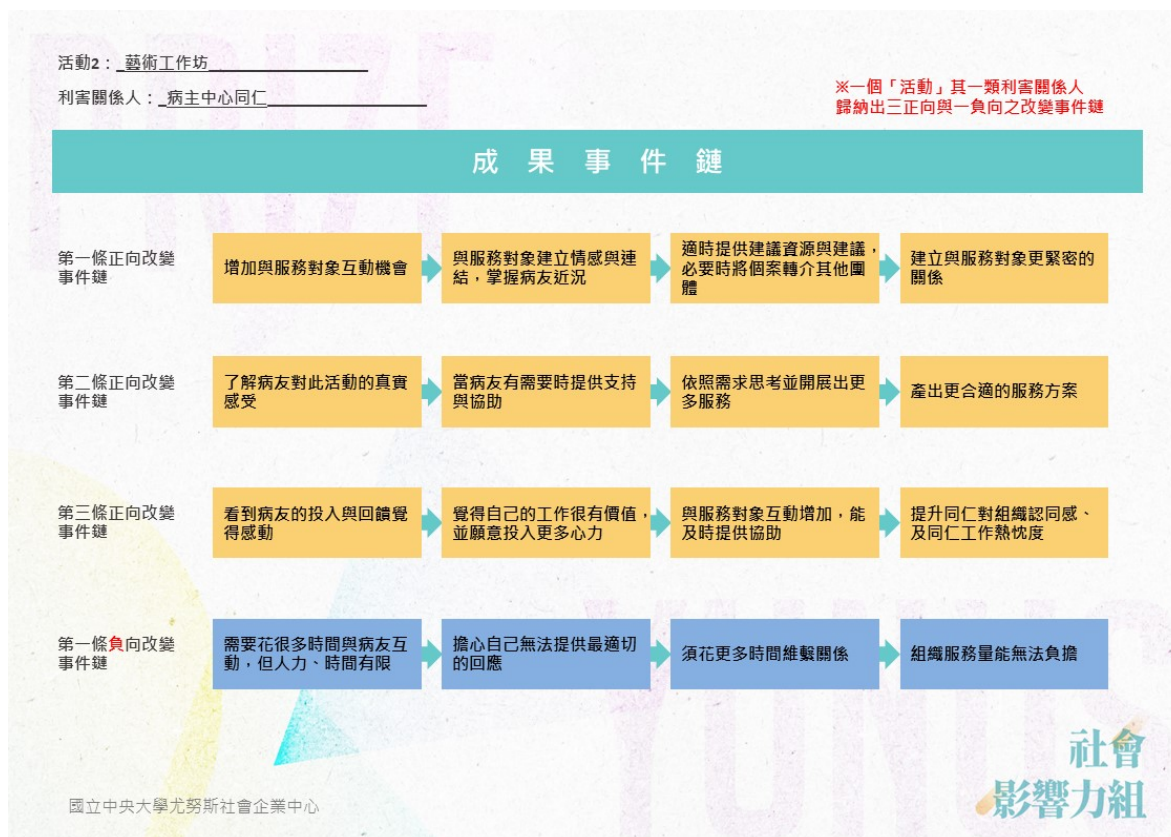 活動2：_藝術工作坊
利害關係人：_病主中心同仁
※一個「活動」其一類利害關係人
歸納出三正向與一負向之改變事件鏈
成果事件鏈
第一條正向改變
事件鏈
增加與服務對象互動機會
與服務對象建立情感與連
結，掌握病友近況
適時提供建議資源與建議，
必要時將個案轉介其他團
體
建立與服務對象更緊密的
關係
第二條正向改變
事件鏈
了解病友對此活動的真實
感受
當病友有需要時提供支持
與協助
依照需求思考並開展出更
多服務
產出更合適的服務方案
第三條正向改變
事件鏈
看到病友的投入與回饋覺
得感動
覺得自己的工作很有價值，
並願意投入更多心力
與服務對象互動增加，能
及時提供協助
提升同仁對組織認同感、
及同仁工作熱忱度
第一條負向改變
事件鏈
需要花很多時間與病友互
動，但人力、時間有限
擔心自己無法提供最適切
的回應
須花更多時間維繫關係
組織服務量能無法負擔
YUNUS
社會
影響力組
國立中央大學尤努斯社會企業中心